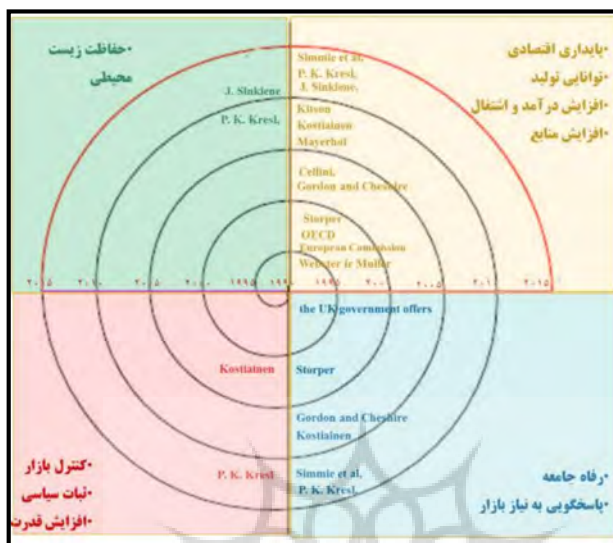 •حفاظت زیست
محیطی
J. Sinkiene
P. K. Kresl,
Simmie et al,
P. K. Kresl,
J. Sinkiene,
Kitson
Kostiainen
Mayerhof
Cellini,
Gordon and Cheshire
Storper
OECD
European Commission
Webster & Muller
•پایداری اقتصادی
•توانایی تولید
•افزایش درآمد و اشتغال
•افزایش منابع
۲۰۱۵ ۲۰۱۰ ۲۰۰۵ ۲۰۰۰ ۱۹۹۵ ۱۹۹۰ ۱۹۹۵ ۲۰۰۵ ۲۰۱۵
Kostiainen
P. K. Kresl
•کنترل بازار
•ثبات سیاسی
•افزایش قدرت
the UK government offers
Storper
Gordon and Cheshire
Kostiainen
Simmie et al,
P. K. Kresl,
•رفاه جامعه
•پاسخگویی به نیاز بازار